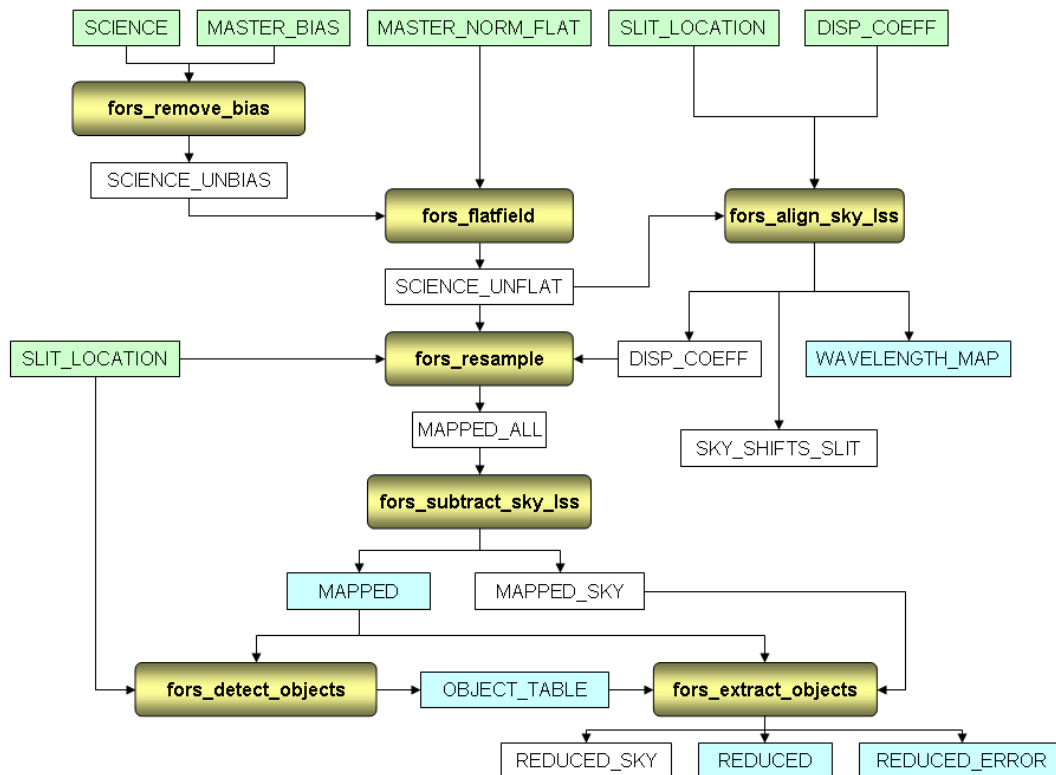 SCIENCE
MASTER_BIAS
MASTER_NORM_FLAT
SLIT_LOCATION
DISP_COEFF
fors_remove_bias
SCIENCE_UNBIAS
fors_flatfield
fors_align_sky_lss
SCIENCE_UNFLAT
SLIT_LOCATION
fors_resample
DISP_COEFF
WAVELENGTH_MAP
MAPPED_ALL
SKY_SHIFTS_SLIT
fors_subtract_sky_lss
MAPPED
MAPPED_SKY
fors_detect_objects
OBJECT_TABLE
fors_extract_objects
REDUCED_SKY
REDUCED
REDUCED_ERROR